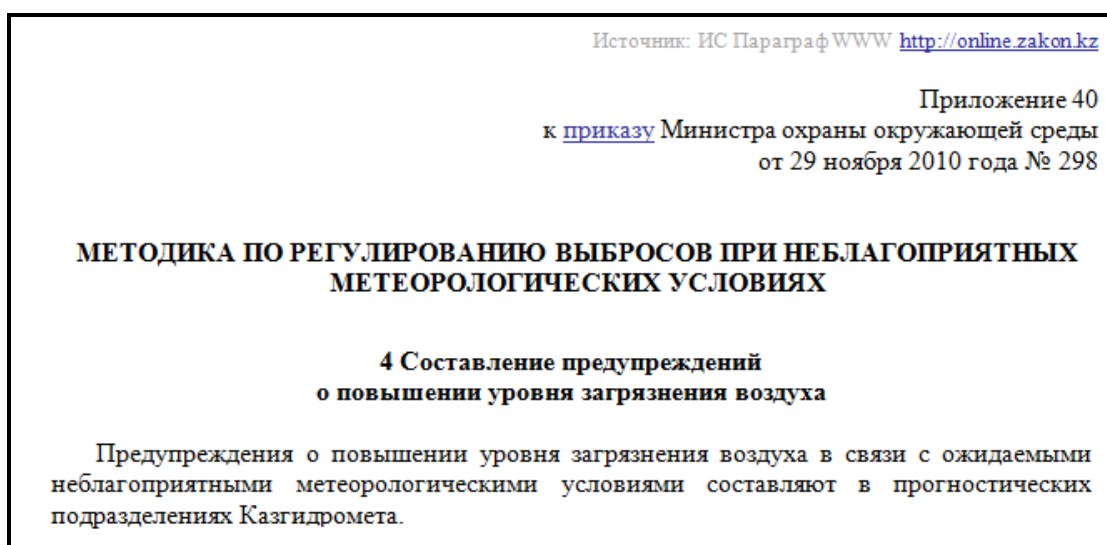 Источник: ИС Параграф WWW http://online.zakon.kz
Приложение 40
к приказу Министра охраны окружающей среды
от 29 ноября 2010 года № 298
МЕТОДИКА ПО РЕГУЛИРОВАНИЮ ВЫБРОСОВ ПРИ НЕБЛАГОПРИЯТНЫХ
МЕТЕОРОЛОГИЧЕСКИХ УСЛОВИЯХ
4 Составление предупреждений
о повышении уровня загрязнения воздуха
Предупреждения о повышении уровня загрязнения воздуха в связи с ожидаемыми
неблагоприятными метеорологическими условиями составляют в прогностических
подразделениях Казгидромета.